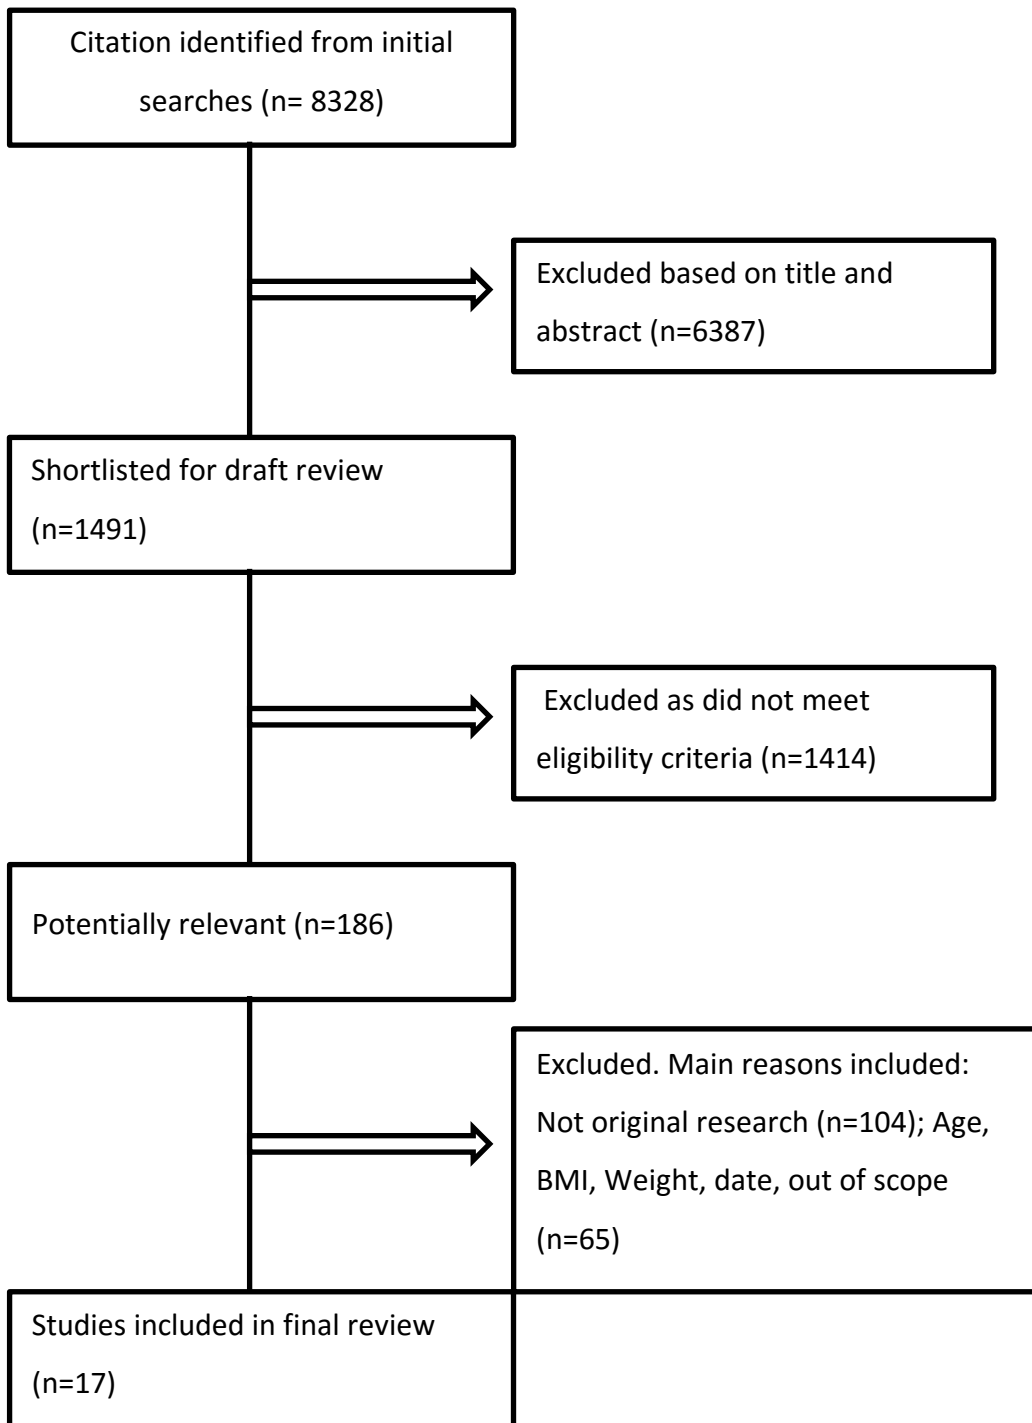 Citation identified from initial
searches (n= 8328)
Excluded based on title and
abstract (n=6387)
Shortlisted for draft review
(n=1491)
Excluded as did not meet
eligibility criteria (n=1414)
Potentially relevant (n=186)
Excluded. Main reasons included:
Not original research (n=104); Age,
BMI, Weight, date, out of scope
(n=65)
Studies included in final review
(n=17)